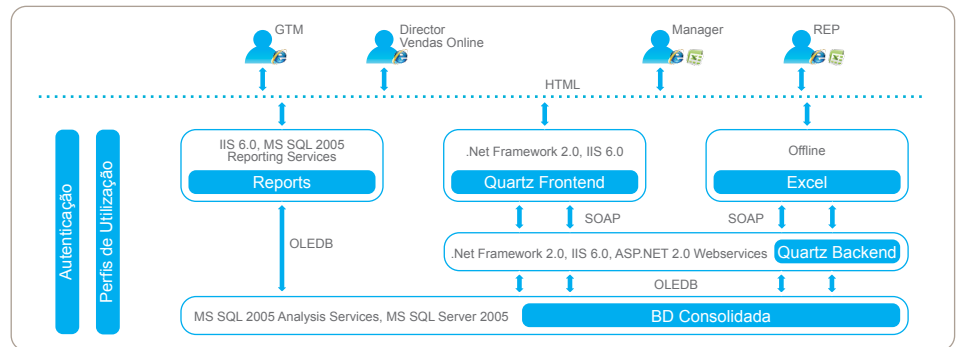 GTM
Director
Vendas Online
Manager
REP
HTML
Autenticação
Perfis de Utilização
IIS 6.0, MS SQL 2005
Reporting Services
Reports
.Net Framework 2.0, IIS 6.0
Quartz Frontend
Offline
Excel
SOAP
SOAP
OLEDB
.Net Framework 2.0, IIS 6.0, ASP.NET 2.0 Webservices
Quartz Backend
OLEDB
MS SQL 2005 Analysis Services, MS SQL Server 2005
BD Consolidada